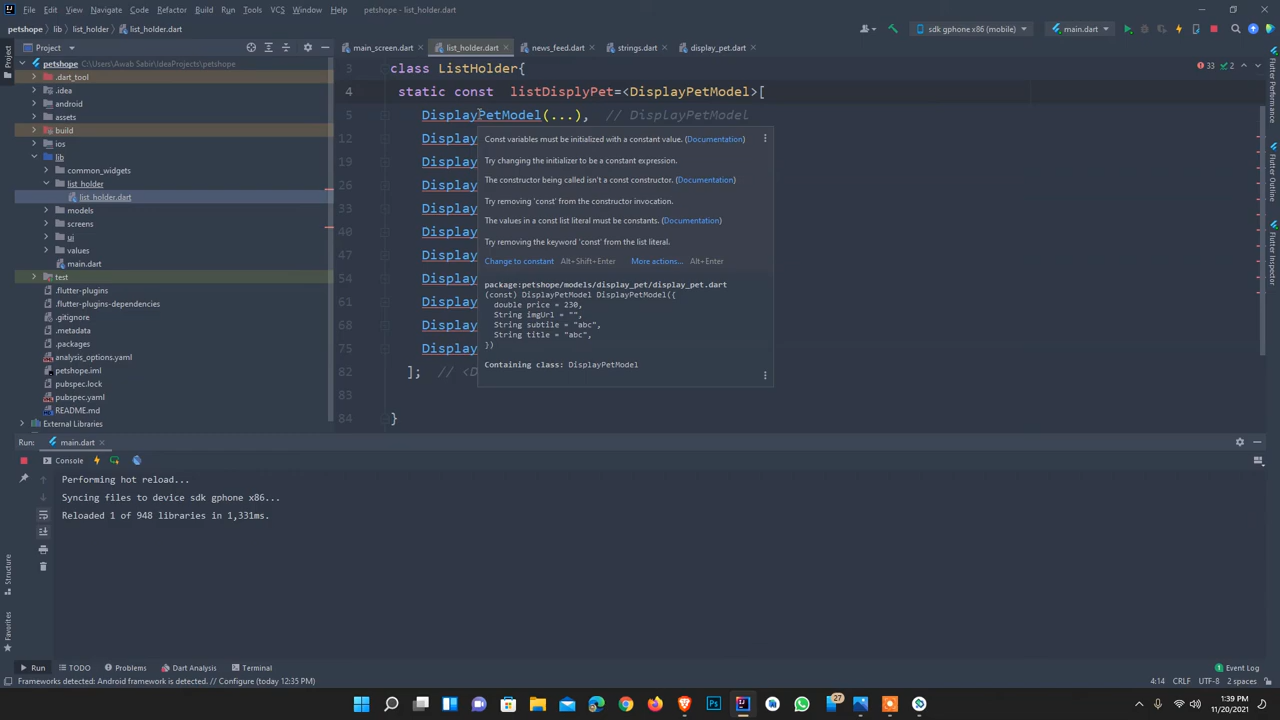 File Edit View Navigate Code Refactor Build Run Tools VCS Window Help petshope - list_holder.dart
petshope lib list_holder list_holder.dart sdk gphone x86 (mobile) main.dart
Project main_screen.dart list_holder.dart news_feed.dart strings.dart display_pet.dart
petshope C:\Users\Awab Sabir\IdeaProjects\petshope
.dart_tool
.idea
android
assets
build
ios
lib
common_widgets
list_holder
list_holder.dart
models
screens
ui
values
main.dart
test
.flutter-plugins
.flutter-plugins-dependencies
.gitignore
.metadata
.packages
analysis_options.yaml
petshope.iml
pubspec.lock
pubspec.yaml
README.md
External Libraries
33 2
3 class ListHolder{
4 static const listDisplyPet=<DisplayPetModel>[
5 DisplayPetModel(...), // DisplayPetModel
12 Display
19 Display
26 Display
33 Display
40 Display
47 Display
54 Display
61 Display
68 Display
75 Display
82 ]; // <D
83
84 }
Const variables must be initialized with a constant value. (Documentation)
Try changing the initializer to be a constant expression.
The constructor being called isn't a const constructor. (Documentation)
Try removing 'const' from the constructor invocation.
The values in a const list literal must be constants. (Documentation)
Try removing the keyword 'const' from the list literal.
Change to constant Alt+Shift+Enter More actions... Alt+Enter
package:petshope/models/display_pet/display_pet.dart
(const) DisplayPetModel DisplayPetModel({
double price = 230,
String imgUrl = "",
String subtile = "abc",
String title = "abc",
})
Containing class: DisplayPetModel
Project
Structure
Favorites
Flutter Performance
Flutter Outline
Flutter Inspector
Run: main.dart
Console
Performing hot reload...
Syncing files to device sdk gphone x86...
Reloaded 1 of 948 libraries in 1,331ms.
Run TODO Problems Dart Analysis Terminal 1 Event Log
Frameworks detected: Android framework is detected. // Configure (today 12:35 PM) 4:14 CRLF UTF-8 2 spaces
27 1:39 PM
11/20/2021